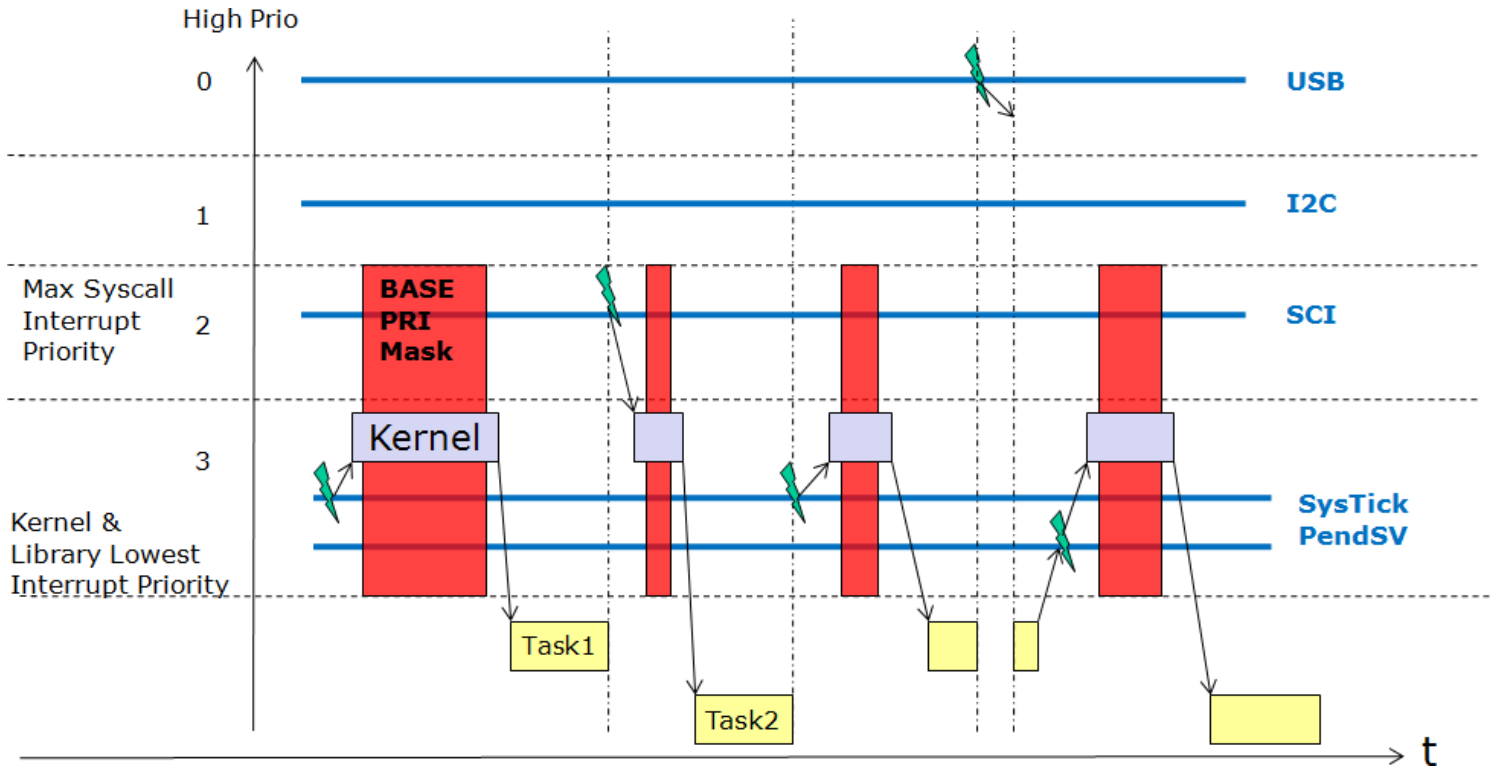 High Prio
0
USB
1
I2C
Max Syscall
Interrupt
Priority
2
BASE
PRI
Mask
SCI
3
Kernel
Kernel &
Library Lowest
Interrupt Priority
SysTick
PendSV
Task1
Task2
t